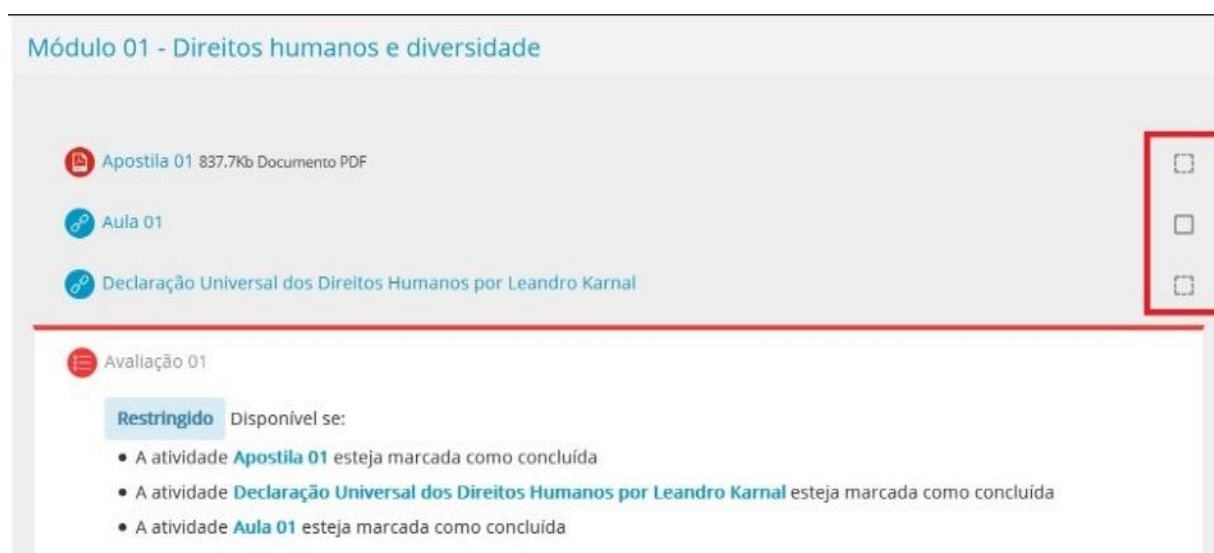 Módulo 01 - Direitos humanos e diversidade
Apostila 01 837.7Kb Documento PDF
Aula 01
Declaração Universal dos Direitos Humanos por Leandro Karnal
Avaliação 01
Restringido Disponível se:
• A atividade Apostila 01 esteja marcada como concluída
• A atividade Declaração Universal dos Direitos Humanos por Leandro Karnal esteja marcada como concluída
• A atividade Aula 01 esteja marcada como concluída